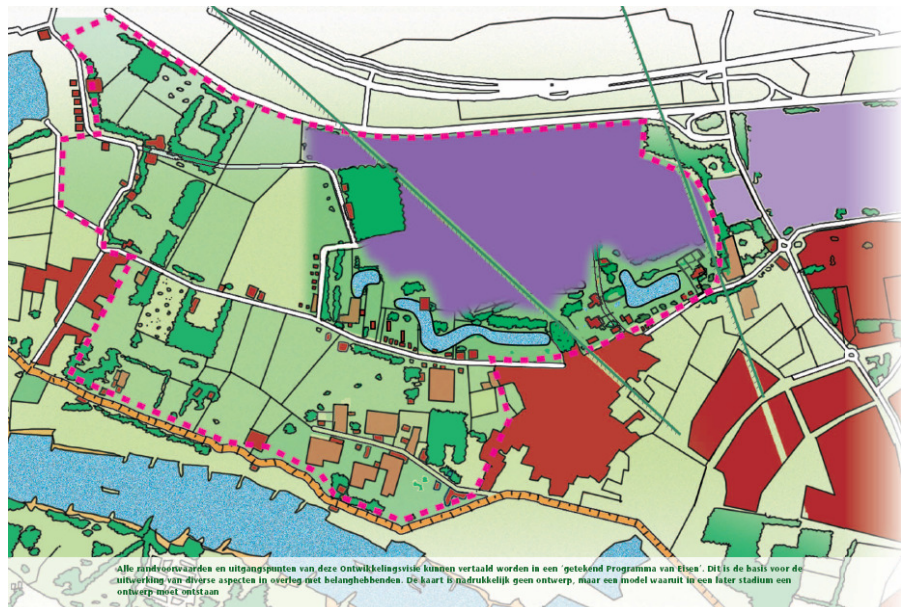 Alle randvoorwaarden en uitgangspunten van deze Ontwikkelingsvisie kunnen vertaald worden in een 'getekend Programma van Eisen'. Dit is de basis voor de
uitwerking van diverse aspecten in overleg met belanghebbenden. De kaart is nadrukkelijk geen ontwerp, maar een model waaruit in een later stadium een
ontwerp moet ontstaan